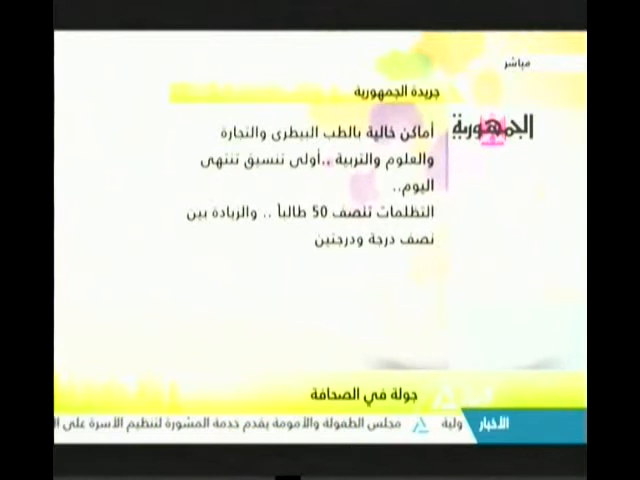 مباشر
جريدة الجمهورية
الجمهورية
أماكن خالية بالطب البيطرى والتجارة
والعلوم والتربية ..أولى تنسيق تنتهى
اليوم..
التظلمات تنصف 50 طالباً .. والزيادة بين
نصف درجة ودرجتين
جولة في الصحافة
الأخبار
ولية
مجلس الطفولة والأمومة يقدم خدمة المشورة لتنظيم الأسرة على ا